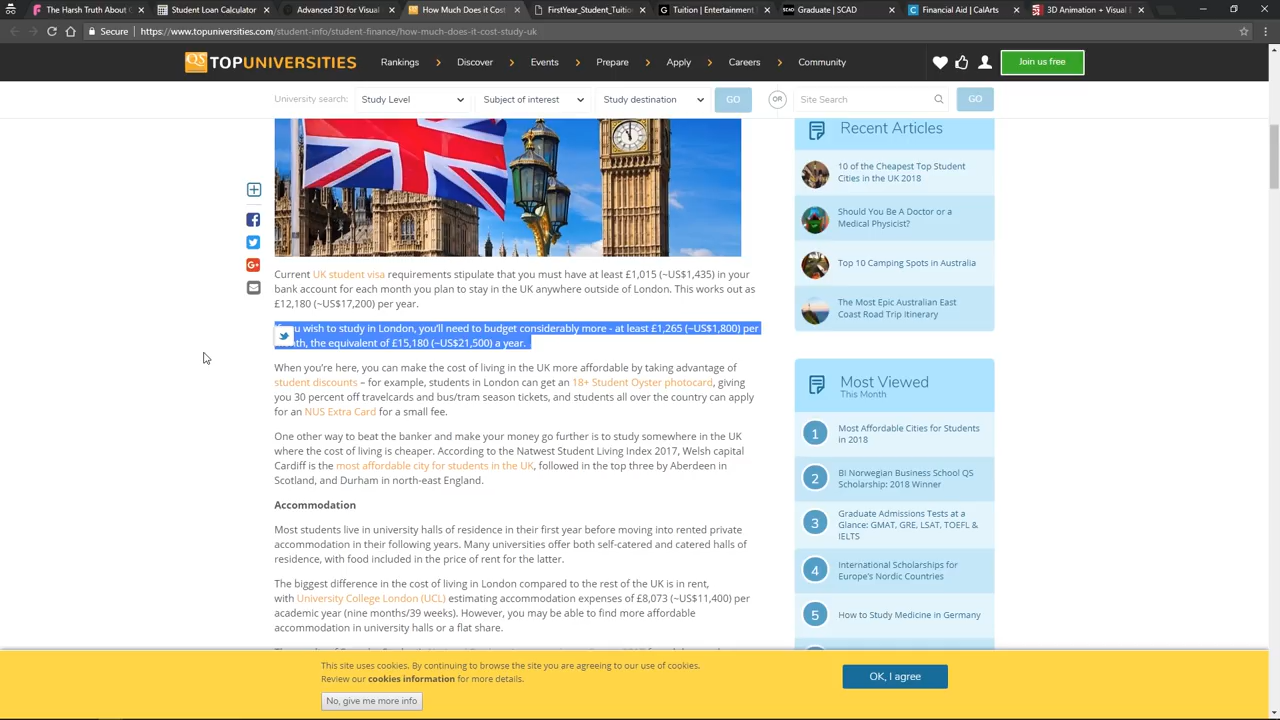 The Harsh Truth About C
Student Loan Calculator
Advanced 3D for Visual
How Much Does it Cost
FirstYear_Student_Tuitio
Tuition | Entertainment
Graduate | SCAD
Financial Aid | CalArts
3D Animation + Visual E
Secure
https://www.topuniversities.com/student-info/student-finance/how-much-does-it-cost-study-uk
QS TOPUNIVERSITIES
Rankings
Discover
Events
Prepare
Apply
Careers
Community
Join us free
University search:
Study Level
Subject of interest
Study destination
GO
OR
Site Search
GO
Current UK student visa requirements stipulate that you must have at least £1,015 (~US$1,435) in your
bank account for each month you plan to stay in the UK anywhere outside of London. This works out as
£12,180 (~US$17,200) per year.
u wish to study in London, you'll need to budget considerably more - at least £1,265 (~US$1,800) per
nth, the equivalent of £15,180 (~US$21,500) a year.
When you're here, you can make the cost of living in the UK more affordable by taking advantage of
student discounts – for example, students in London can get an 18+ Student Oyster photocard, giving
you 30 percent off travelcards and bus/tram season tickets, and students all over the country can apply
for an NUS Extra Card for a small fee.
One other way to beat the banker and make your money go further is to study somewhere in the UK
where the cost of living is cheaper. According to the Natwest Student Living Index 2017, Welsh capital
Cardiff is the most affordable city for students in the UK, followed in the top three by Aberdeen in
Scotland, and Durham in north-east England.
Accommodation
Most students live in university halls of residence in their first year before moving into rented private
accommodation in their following years. Many universities offer both self-catered and catered halls of
residence, with food included in the price of rent for the latter.
The biggest difference in the cost of living in London compared to the rest of the UK is in rent,
with University College London (UCL) estimating accommodation expenses of £8,073 (~US$11,400) per
academic year (nine months/39 weeks). However, you may be able to find more affordable
accommodation in university halls or a flat share.
Recent Articles
10 of the Cheapest Top Student
Cities in the UK 2018
Should You Be A Doctor or a
Medical Physicist?
Top 10 Camping Spots in Australia
The Most Epic Australian East
Coast Road Trip Itinerary
Most Viewed
This Month
1
Most Affordable Cities for Students
in 2018
2
BI Norwegian Business School QS
Scholarship: 2018 Winner
3
Graduate Admissions Tests at a
Glance: GMAT, GRE, LSAT, TOEFL &
IELTS
4
International Scholarships for
Europe's Nordic Countries
5
How to Study Medicine in Germany
This site uses cookies. By continuing to browse the site you are agreeing to our use of cookies.
Review our cookies information for more details.
No, give me more info
OK, I agree